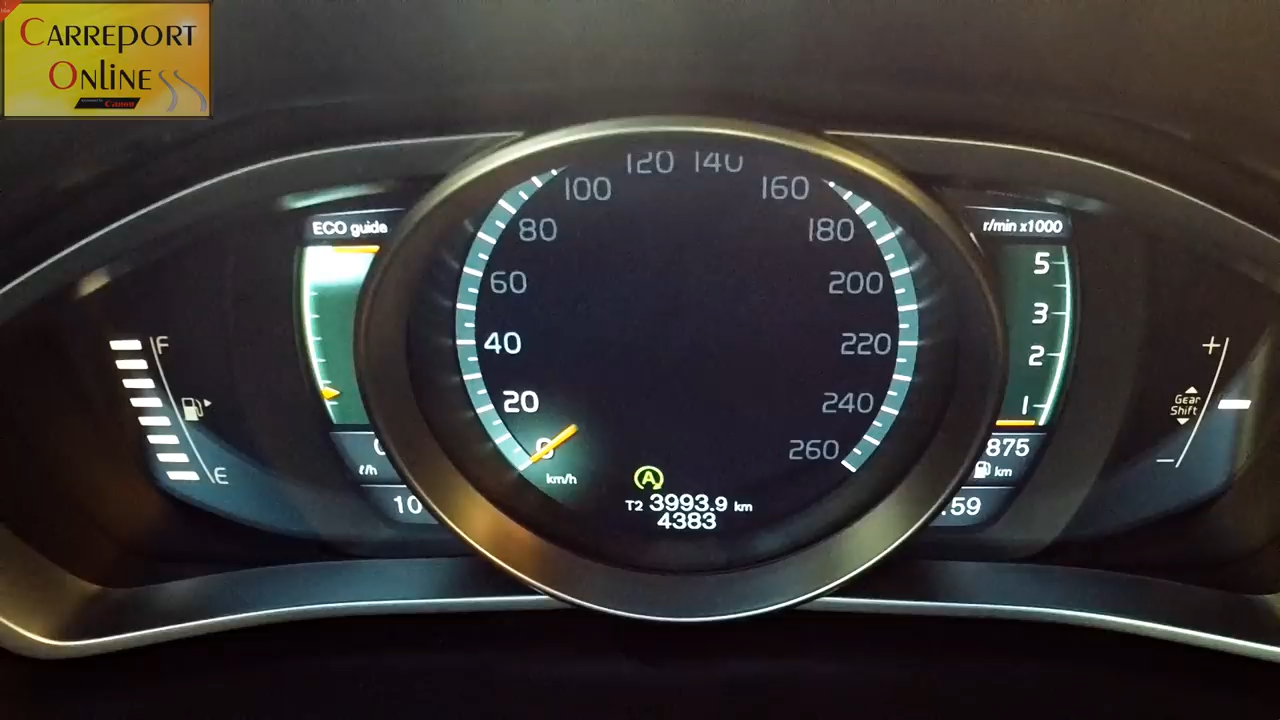 CARREPORT
ONLINE
Canon
ECO guide
r/min x1000
120 140
100 160
80 180
60 200
40 220
20 240
0 260
km/h
5
3
2
1
F
E
+
Gear
Shift
-
ℓ/h
10
875
km
:59
T2 3993.9 km
4383